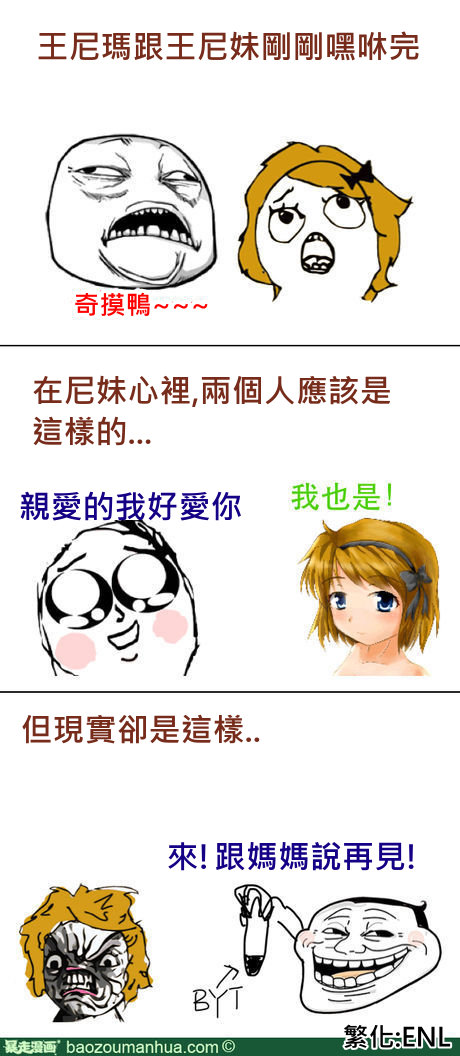 王尼瑪跟王尼妹剛剛嘿咻完
奇摸鴨~~~
在尼妹心裡,兩個人應該是
這樣的...
親愛的我好愛你
我也是!
但現實卻是這樣..
來! 跟媽媽說再見!
BYT
繁化:ENL
暴走漫画 baozoumanhua.com ©